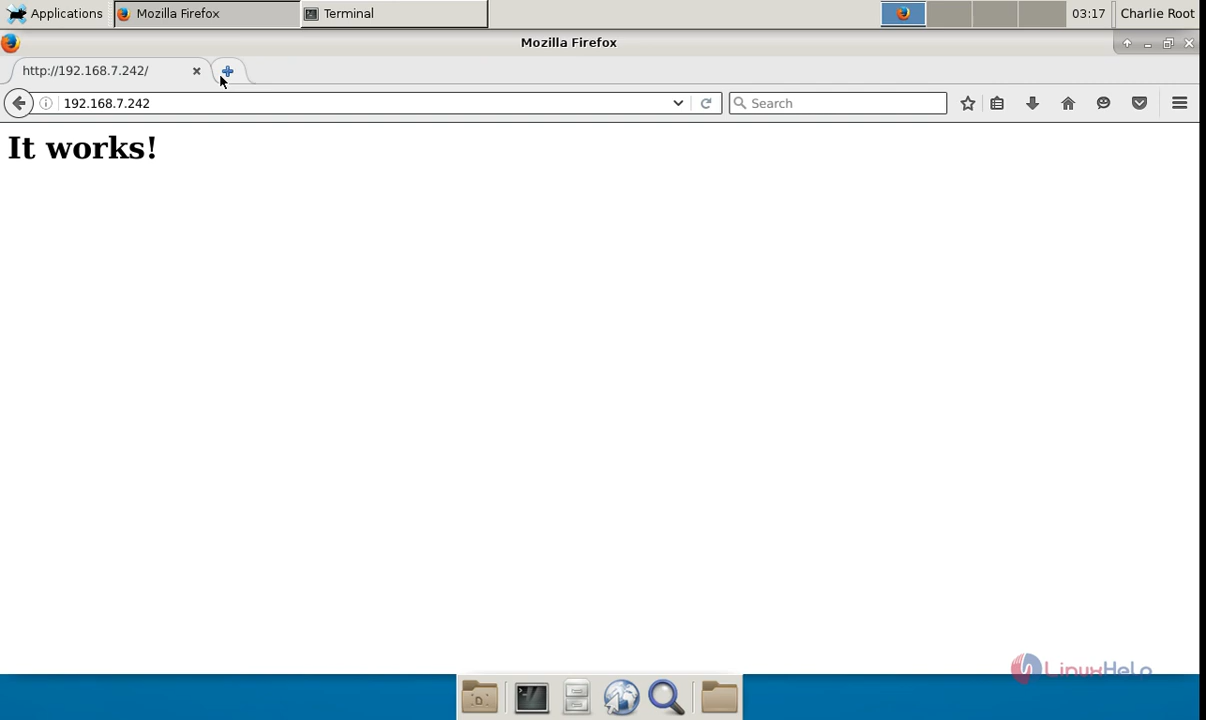 Applications
Mozilla Firefox
Terminal
03:17
Charlie Root
Mozilla Firefox
http://192.168.7.242/
192.168.7.242
Search
It works!
LinuxHelp